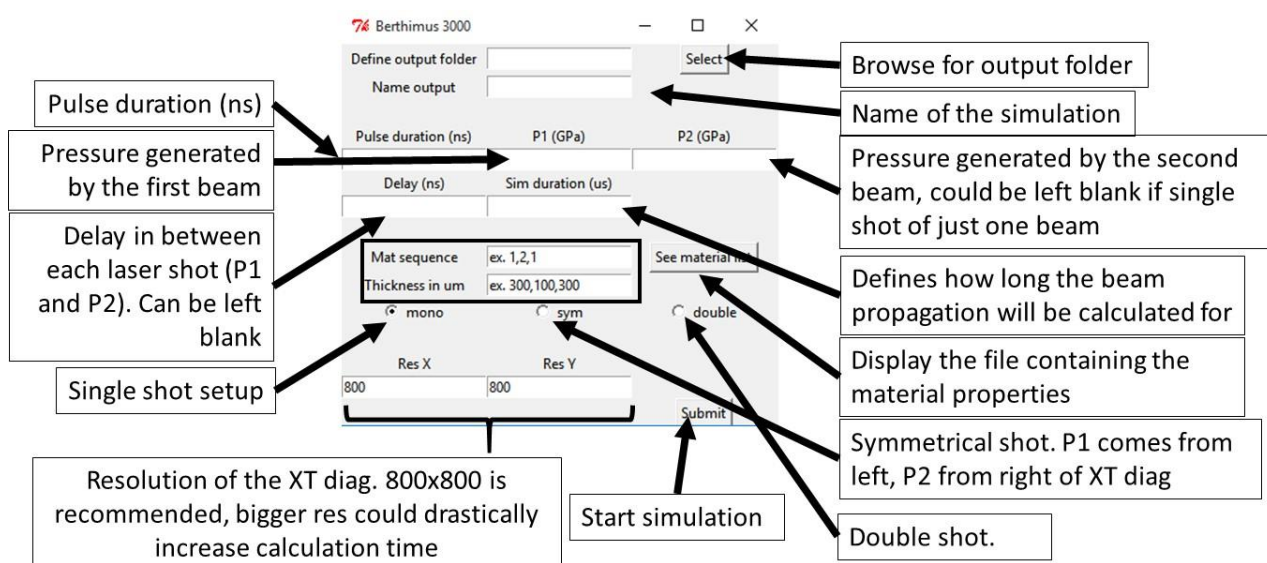 Berthimus 3000
Define output folder
Select
Name output
Pulse duration (ns)
P1 (GPa)
P2 (GPa)
Delay (ns)
Sim duration (us)
Mat sequence
ex. 1,2,1
See material list
Thickness in um
ex. 300,100,300
mono
sym
double
Res X
Res Y
800
800
Submit
Pulse duration (ns)
Pressure generated
by the first beam
Delay in between
each laser shot (P1
and P2). Can be left
blank
Single shot setup
Resolution of the XT diag. 800x800 is
recommended, bigger res could drastically
increase calculation time
Start simulation
Browse for output folder
Name of the simulation
Pressure generated by the second
beam, could be left blank if single
shot of just one beam
Defines how long the beam
propagation will be calculated for
Display the file containing the
material properties
Symmetrical shot. P1 comes from
left, P2 from right of XT diag
Double shot.